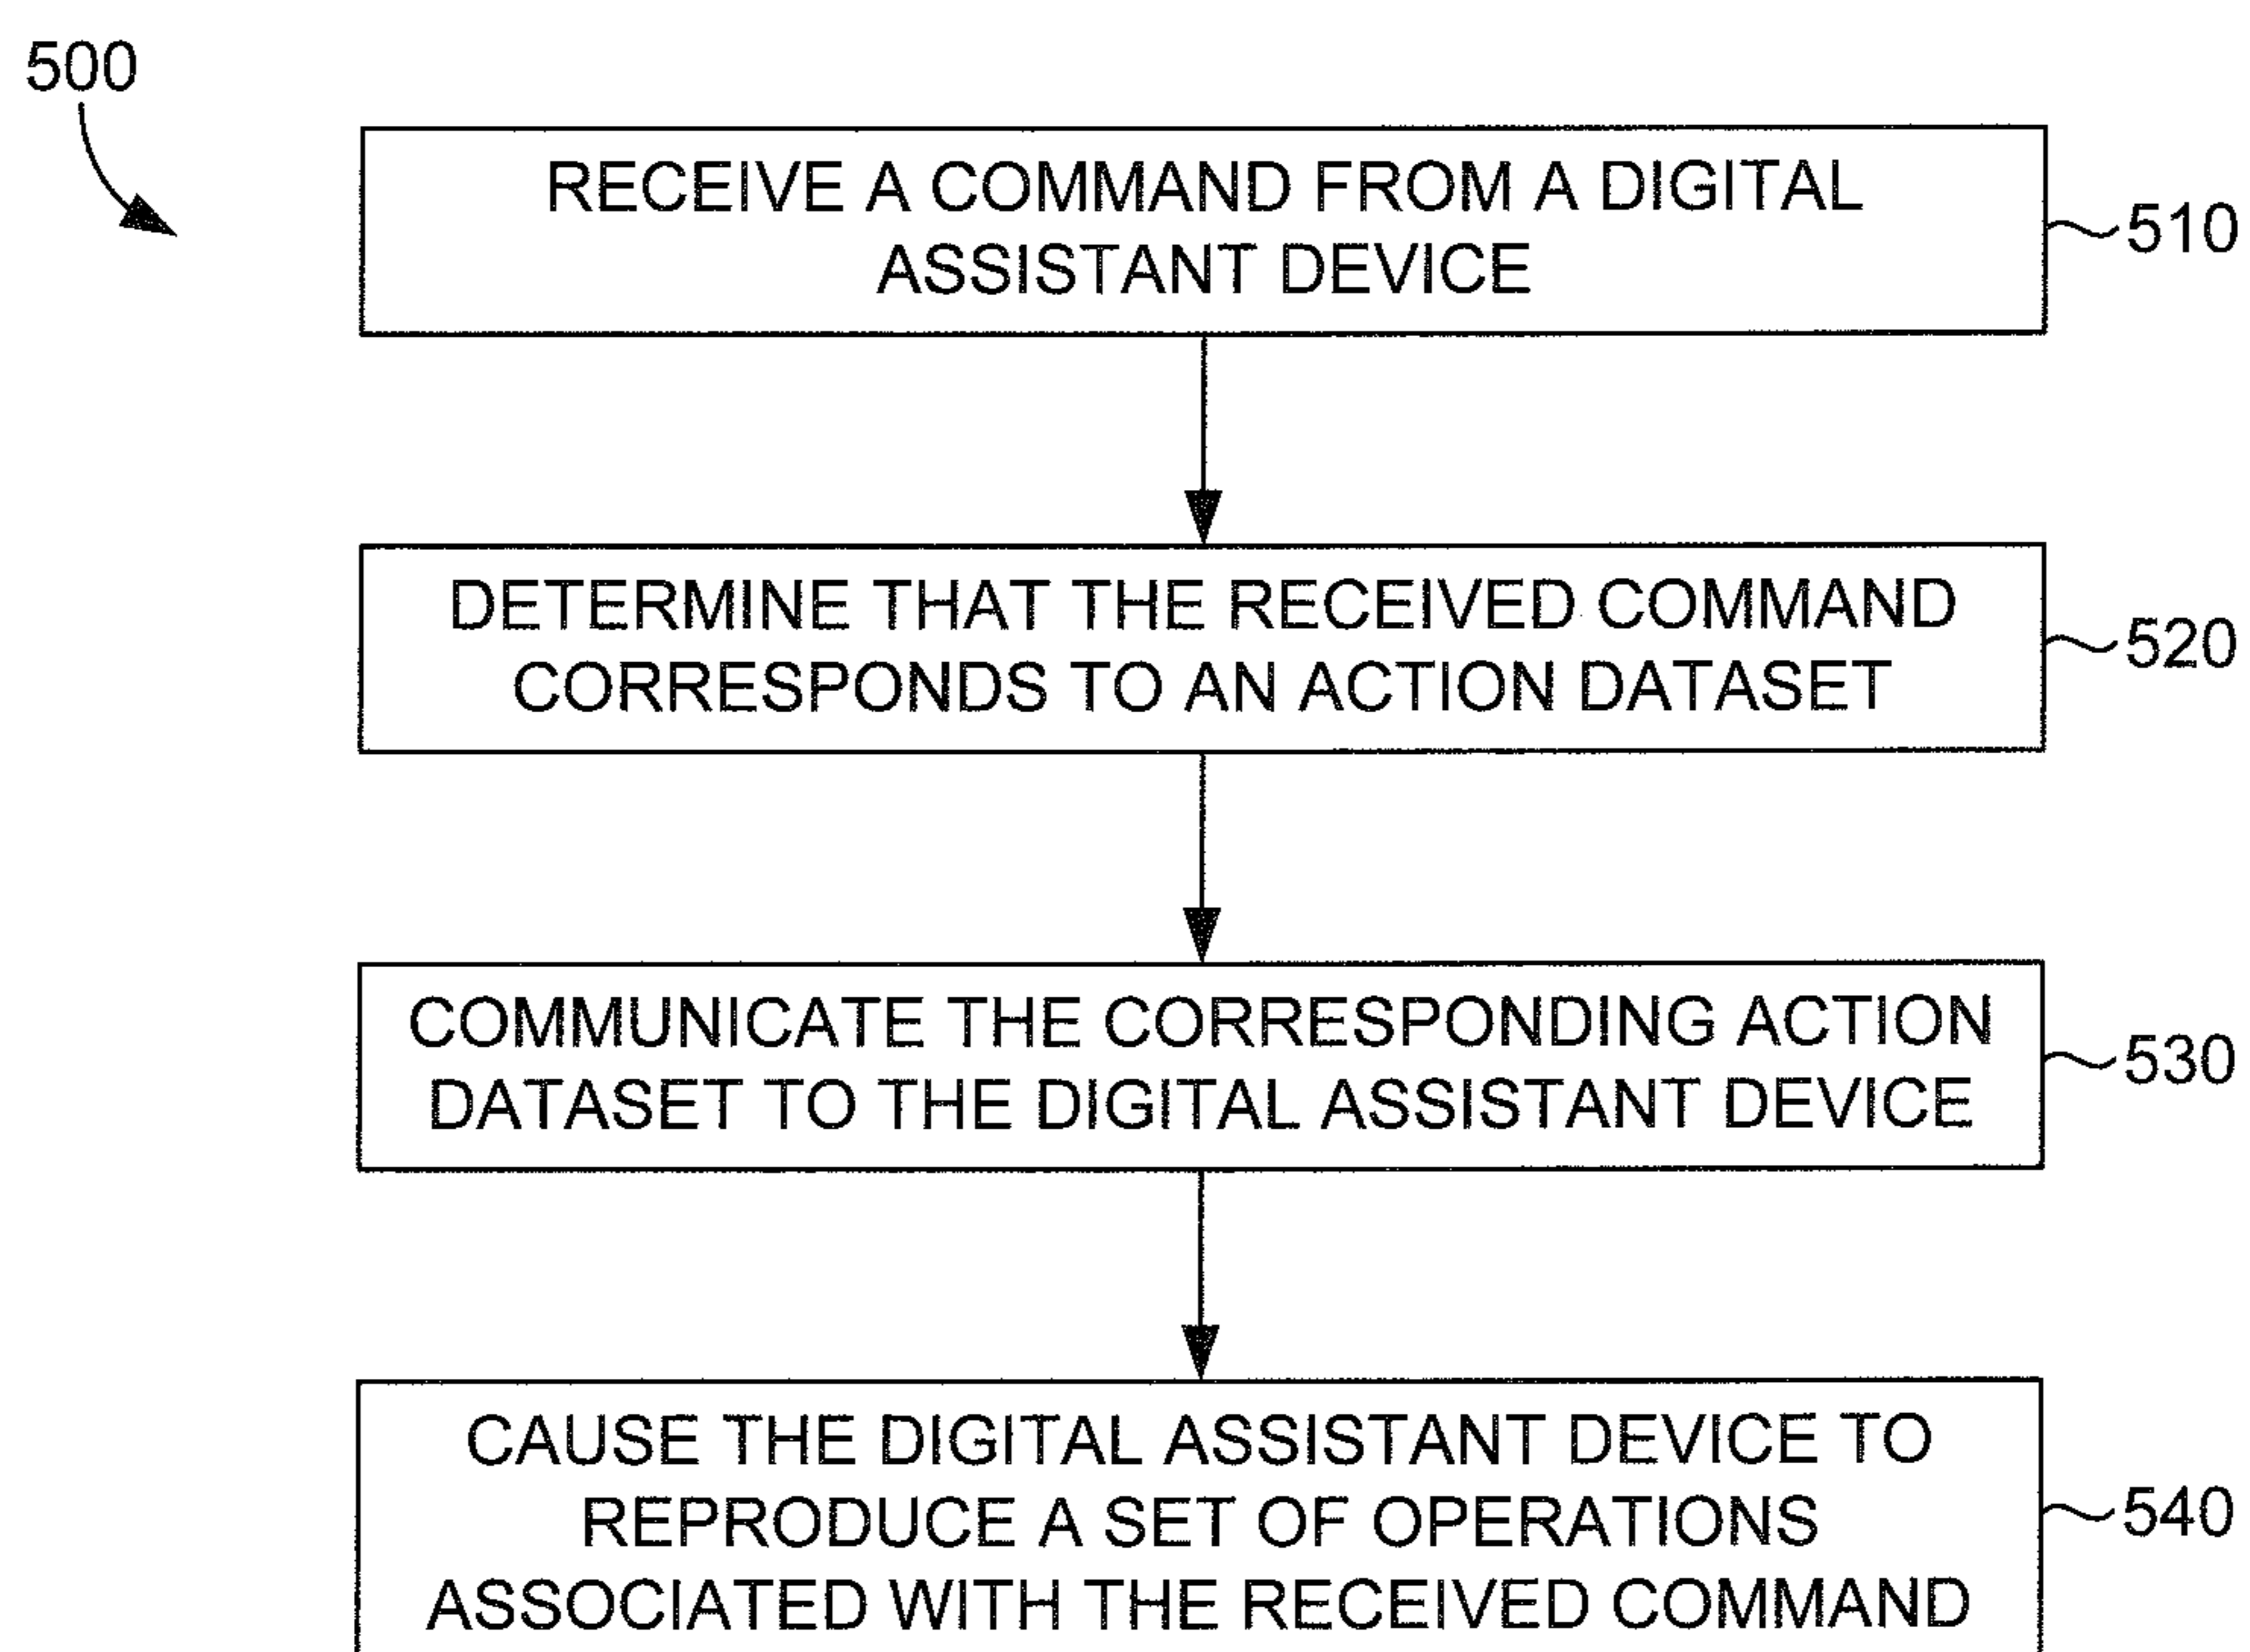 500
RECEIVE A COMMAND FROM A DIGITAL
ASSISTANT DEVICE
510
DETERMINE THAT THE RECEIVED COMMAND
CORRESPONDS TO AN ACTION DATASET
520
COMMUNICATE THE CORRESPONDING ACTION
DATASET TO THE DIGITAL ASSISTANT DEVICE
530
CAUSE THE DIGITAL ASSISTANT DEVICE TO
REPRODUCE A SET OF OPERATIONS
ASSOCIATED WITH THE RECEIVED COMMAND
540